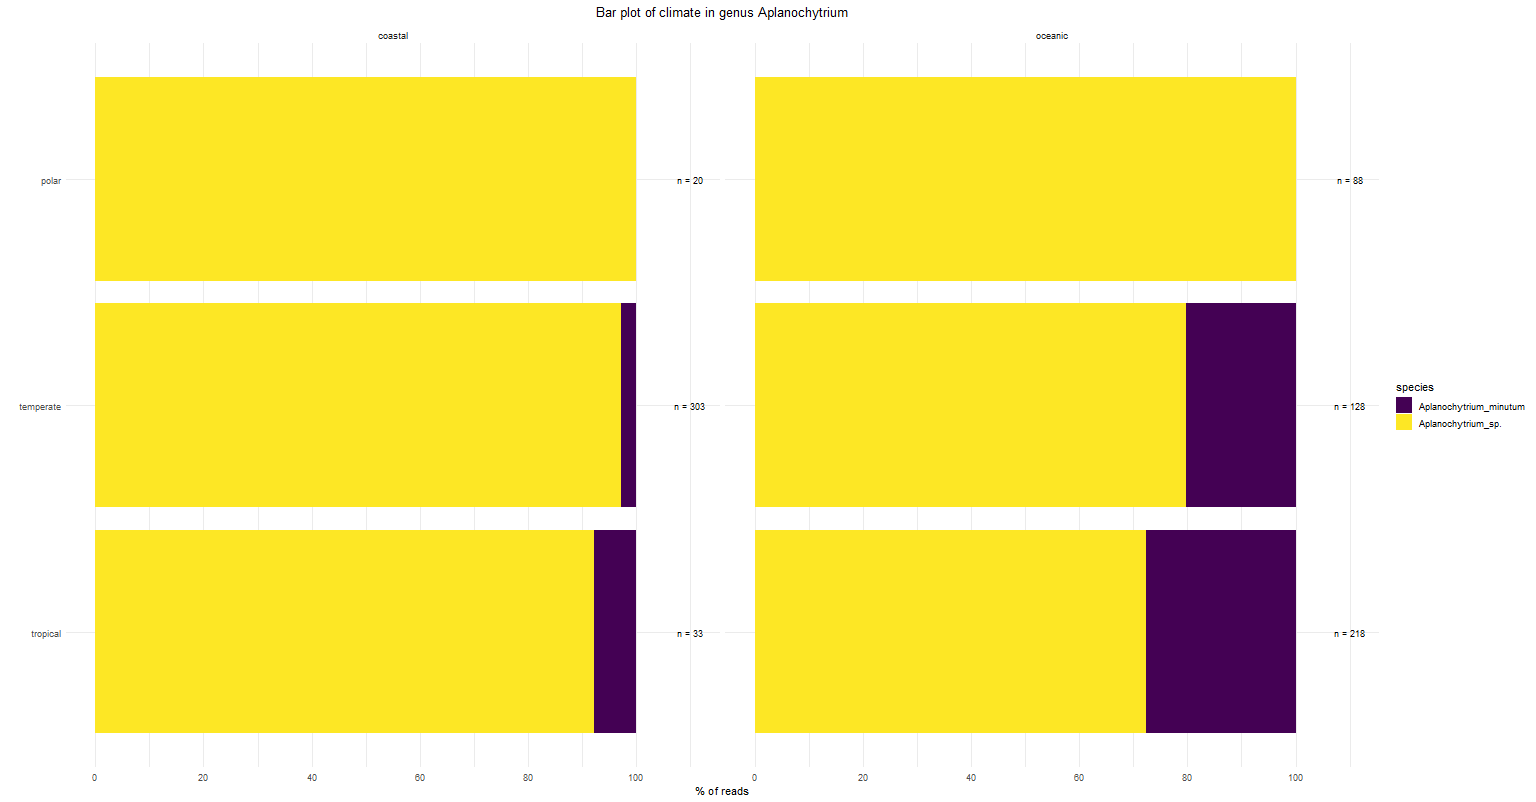 Bar plot of climate in genus Aplanochytrium
coastal
oceanic
polar
n = 20
n = 88
temperate
n = 303
n = 128
tropical
n = 33
n = 218
0 20 40 60 80 100
0 20 40 60 80 100
% of reads
species
Aplanochytrium_minutum
Aplanochytrium_sp.